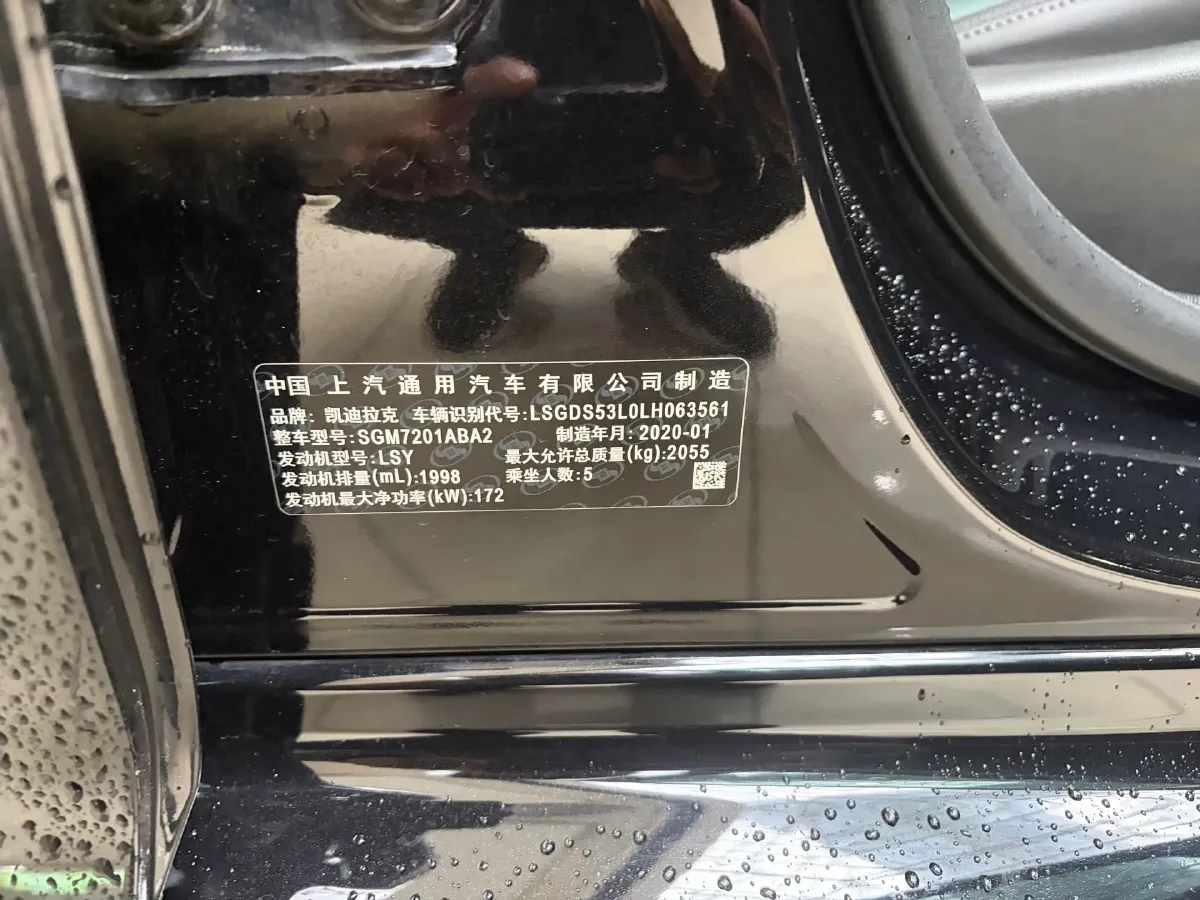 中国 上汽通用汽车有限公司制造
品牌: 凯迪拉克 车辆识别代号:LSGDS53L0LH063561
整车型号:SGM7201ABA2 制造年月:2020-01
发动机型号:LSY 最大允许总质量(kg):2055
发动机排量(mL):1998 乘坐人数:5
发动机最大净功率(kW):172